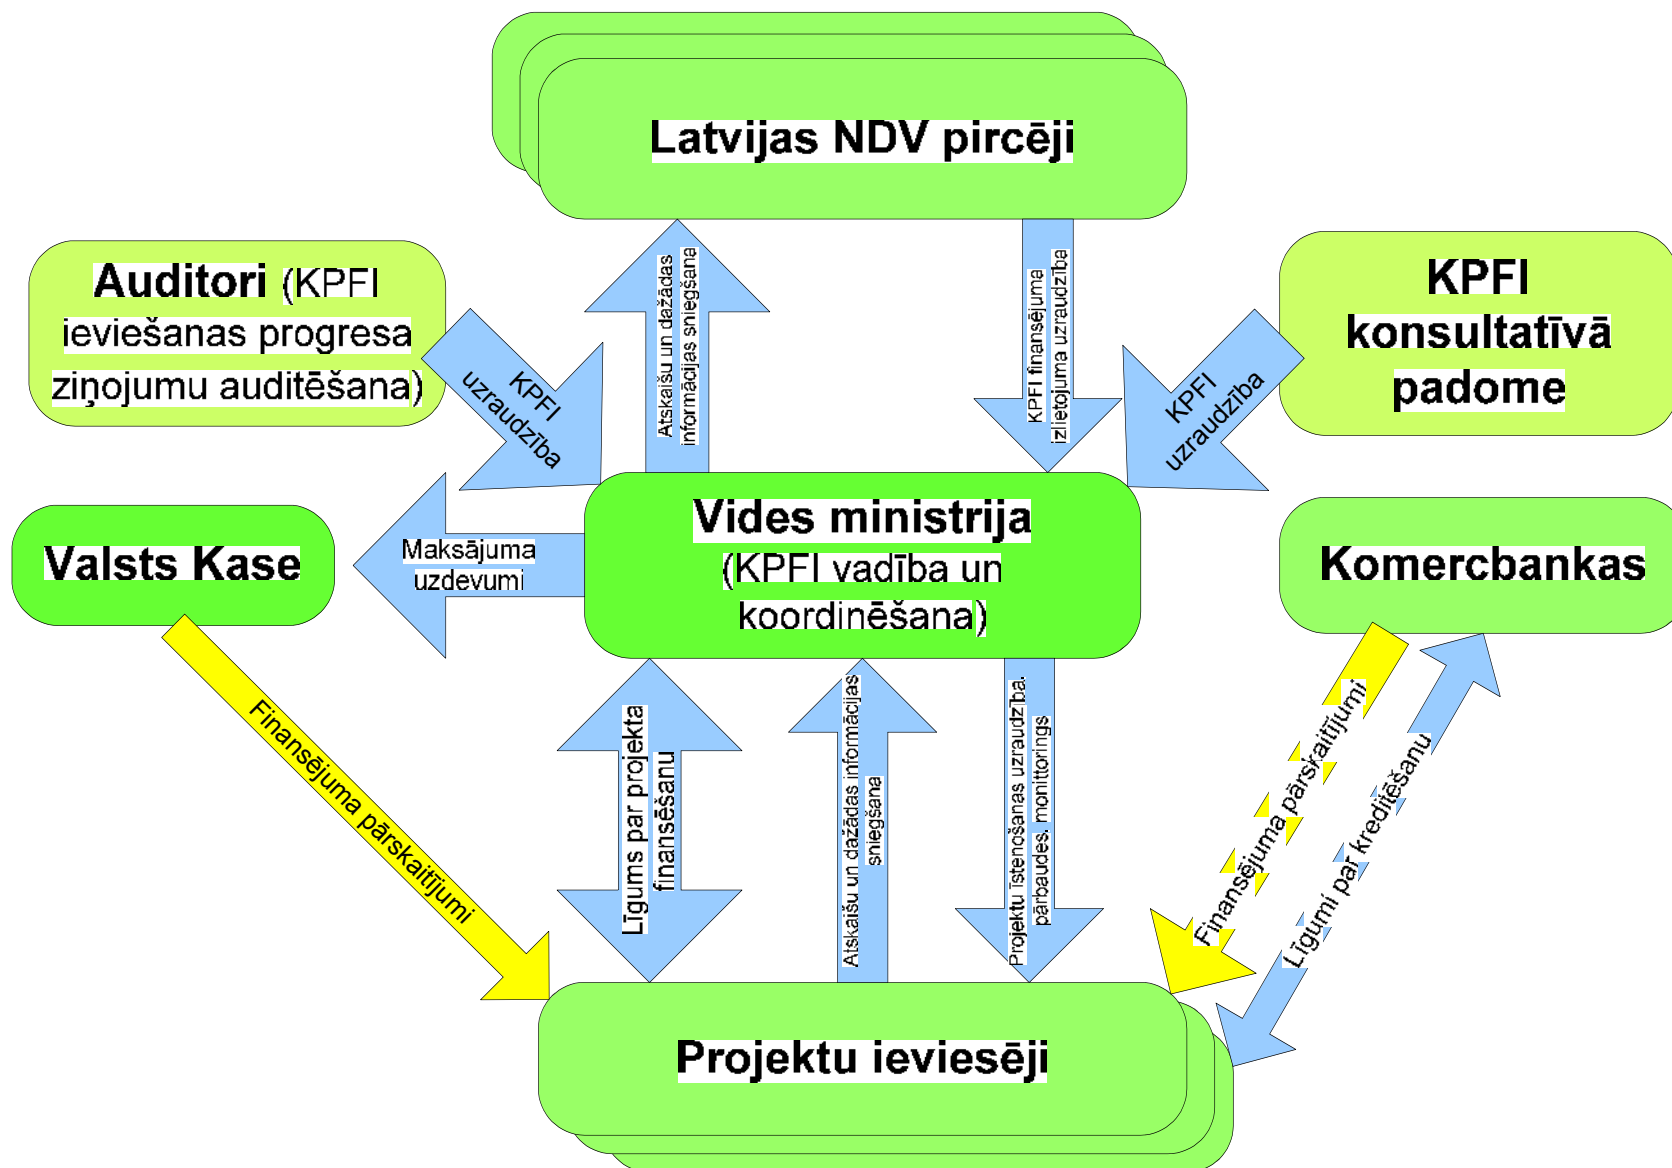 Latvijas NDV pircēji
Auditori (KPFI
ieviešanas progresa
ziņojumu auditēšana)
KPFI
uzraudzība
Atskaišu un dažādas
informācijas sniegšana
KPFI finansējuma
izlietojuma uzraudzība
KPFI
uzraudzība
KPFI
konsultatīvā
padome
Valsts Kase
Maksājuma
uzdevumi
Vides ministrija
(KPFI vadība un
koordinēšana)
Komercbankas
Finansējuma pārskaitījumi
Līgums par projekta
finansēšanu
Atskaišu un dažādas informācijas
sniegšana
Projektu īstenošanas uzraudzība.
pārbaudes. monittorings
Finansējuma pārskaitījumi
Līgumi par kreditēšanu
Projektu ieviesēji